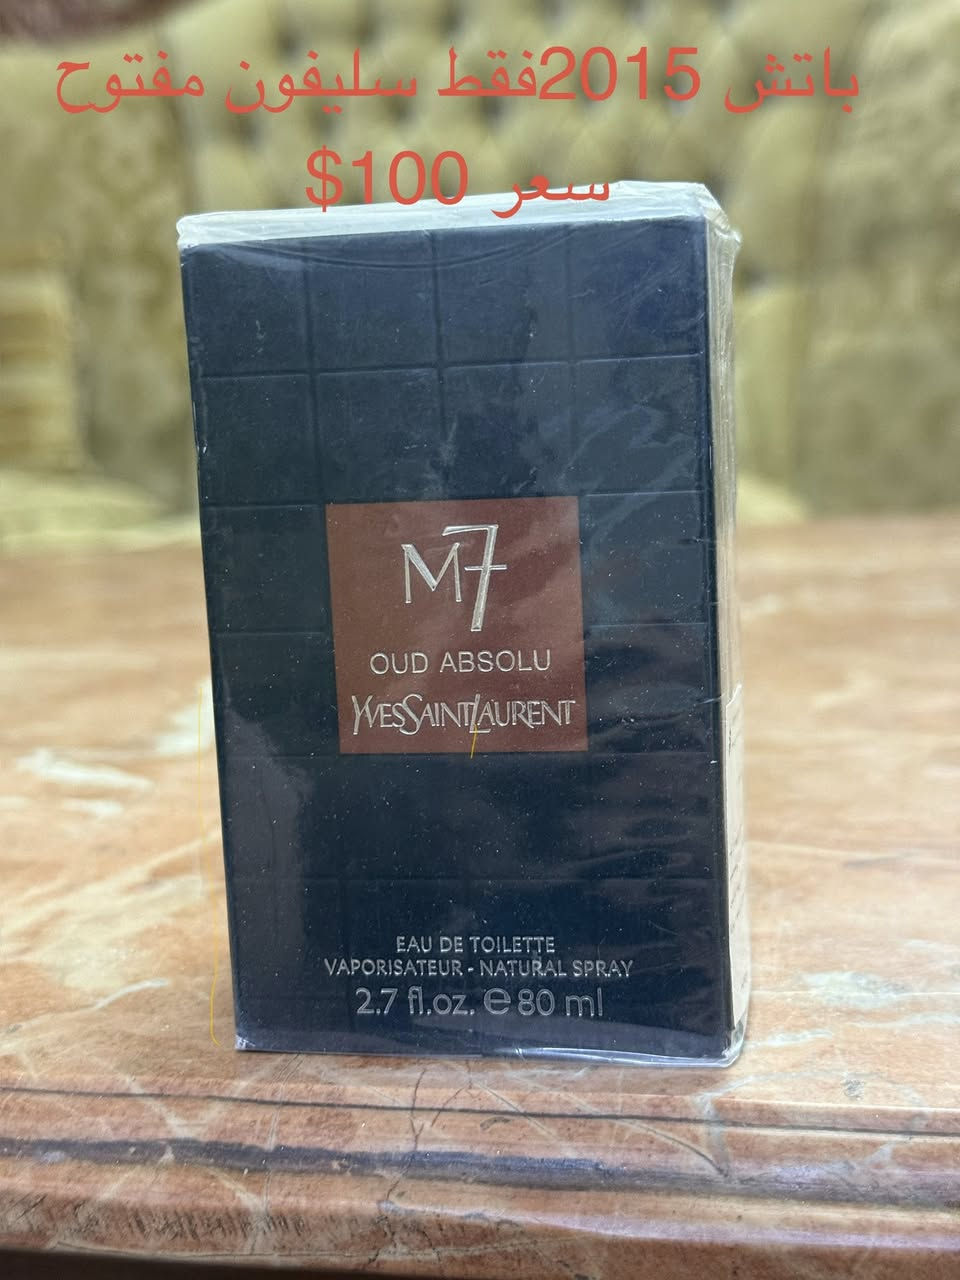 باتش 2015فقط سليفون مفتوح
سعر 100$
M7
OUD ABSOLU
YVESSAINTLAURENT
EAU DE TOILETTE
VAPORISATEUR - NATURAL SPRAY
2.7 fl.oz. e 80 ml